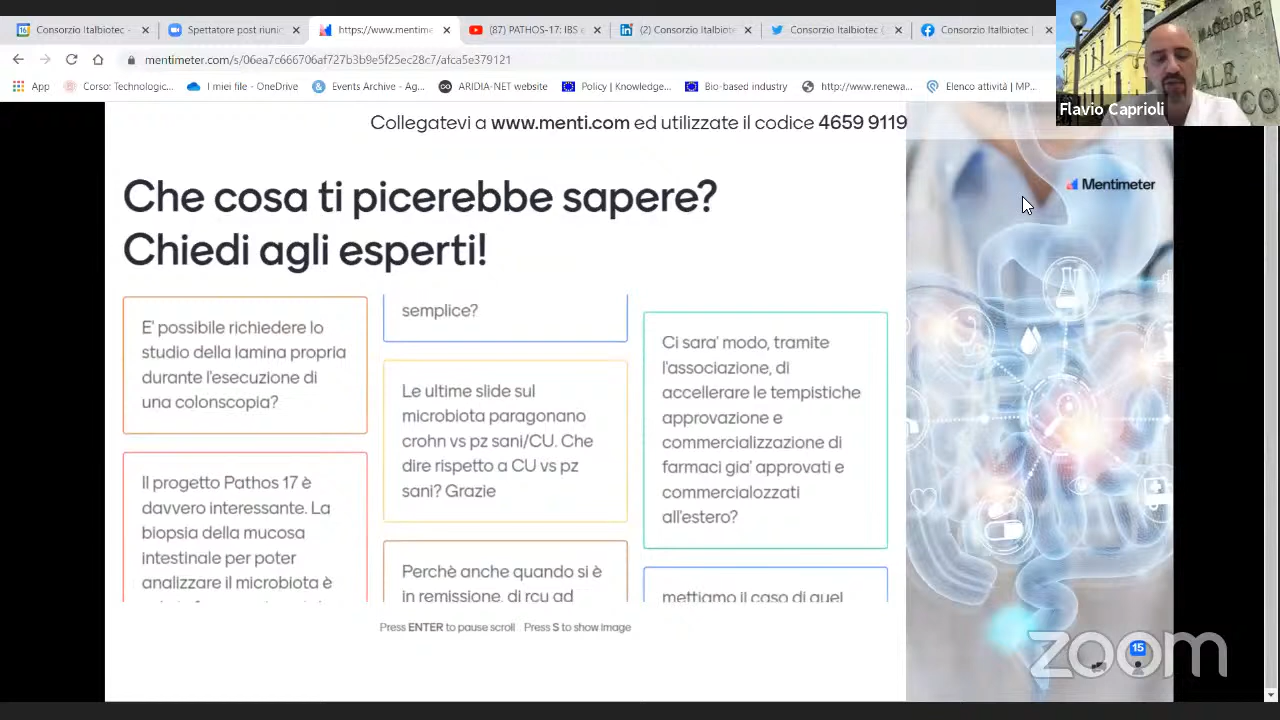 Consorzio Italbiotec -
Spettatore post riunic
https://www.mentime
(87) PATHOS-17: IBS e
(2) Consorzio Italbiote
Consorzio Italbiotec (
Consorzio Italbiotec |
mentimeter.com/s/06ea7c666706af727b3b9e5f25ec28c7/afca5e379121
App
Corso: Technologic...
I miei file - OneDrive
Events Archive - Ag...
ARIDIA-NET website
Policy | Knowledge...
Bio-based industry
http://www.renewa...
Elenco attività | MP...
MAGGIORE
Flavio Caprioli
Collegatevi a www.menti.com ed utilizzate il codice 4659 9119
Mentimeter
Che cosa ti picerebbe sapere?
Chiedi agli esperti!
E' possibile richiedere lo
studio della lamina propria
durante l'esecuzione di
una colonscopia?
Il progetto Pathos 17 è
davvero interessante. La
biopsia della mucosa
intestinale per poter
analizzare il microbiota è
semplice?
Le ultime slide sul
microbiota paragonano
crohn vs pz sani/CU. Che
dire rispetto a CU vs pz
sani? Grazie
Perchè anche quando si è
in remissione, di rcu ad
Ci sara' modo, tramite
l'associazione, di
accellerare le tempistiche
approvazione e
commercializzazione di
farmaci gia' approvati e
commercialozzati
all'estero?
mettiamo il caso di quel
Press ENTER to pause scroll Press S to show image
15
zoom